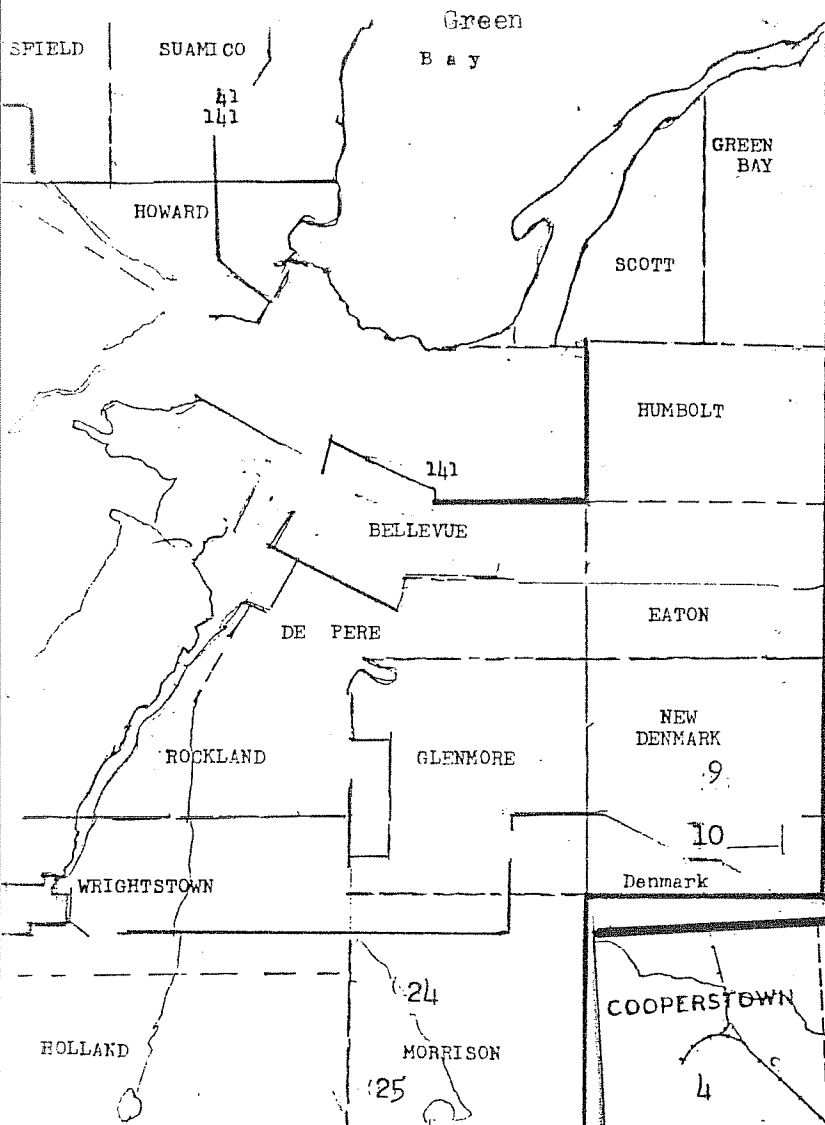 Green
Bay
SFIELD
SUAMICO
41
141
GREEN
BAY
HOWARD
SCOTT
HUMBOLT
141
BELLEVUE
EATON
DE PERE
NEW
DENMARK
ROCKLAND
GLENMORE
9
10
Denmark
WRIGHTSTOWN
24
COOPERSTOWN
HOLLAND
MORRISON
25
4